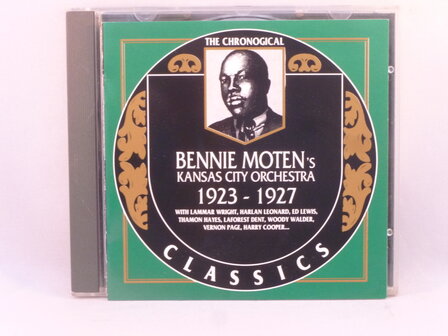 THE CHRONOGICAL
BENNIE MOTEN's
KANSAS CITY ORCHESTRA
1923 - 1927
WITH LAMMAR WRIGHT, HARLAN LEONARD, ED LEWIS,
THAMON HAYES, LAFOREST DENT, WOODY WALDER,
VERNON PAGE, HARRY COOPER...
CLASSICS